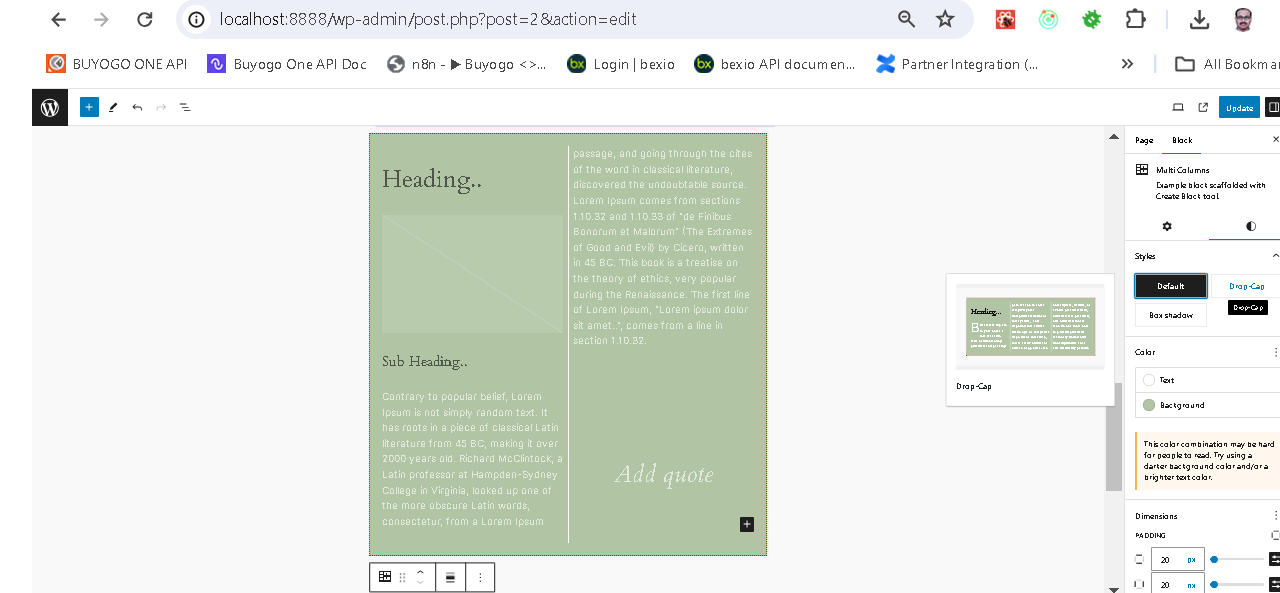 localhost:8888/wp-admin/post.php?post=2&action=edit
BUYOGO ONE API
Buyogo One API Doc
n8n - ▶ Buyogo <>...
Login | bexio
bexio API documen...
Partner Integration (...
All Bookmar
Update
Heading..
Sub Heading..
Contrary to popular belief, Lorem
Ipsum is not simply random text. It
has roots in a piece of classical Latin
literature from 45 BC, making it over
2000 years old. Richard McClintock, a
Latin professor at Hampden-Sydney
College in Virginia, looked up one of
the more obscure Latin words,
consectetur, from a Lorem Ipsum
passage, and going through the cites
of the word in classical literature,
discovered the undoubtable source.
Lorem Ipsum comes from sections
1.10.32 and 1.10.33 of "de Finibus
Bonorum et Malorum" (The Extremes
of Good and Evil) by Cicero, written
in 45 BC. This book is a treatise on
the theory of ethics, very popular
during the Renaissance. The first line
of Lorem Ipsum, "Lorem ipsum dolor
sit amet..", comes from a line in
section 1.10.32.
Add quote
Heading...
Drop-Cap
Page
Block
Multi Columns
Example block scaffolded with
Create Block tool.
Styles
Default
Drop-Cap
Drop-Cap
Box shadow
Color
Text
Background
This color combination may be hard
for people to read. Try using a
darker background color and/or a
brighter text color.
Dimensions
PADDING
20 px
20 px